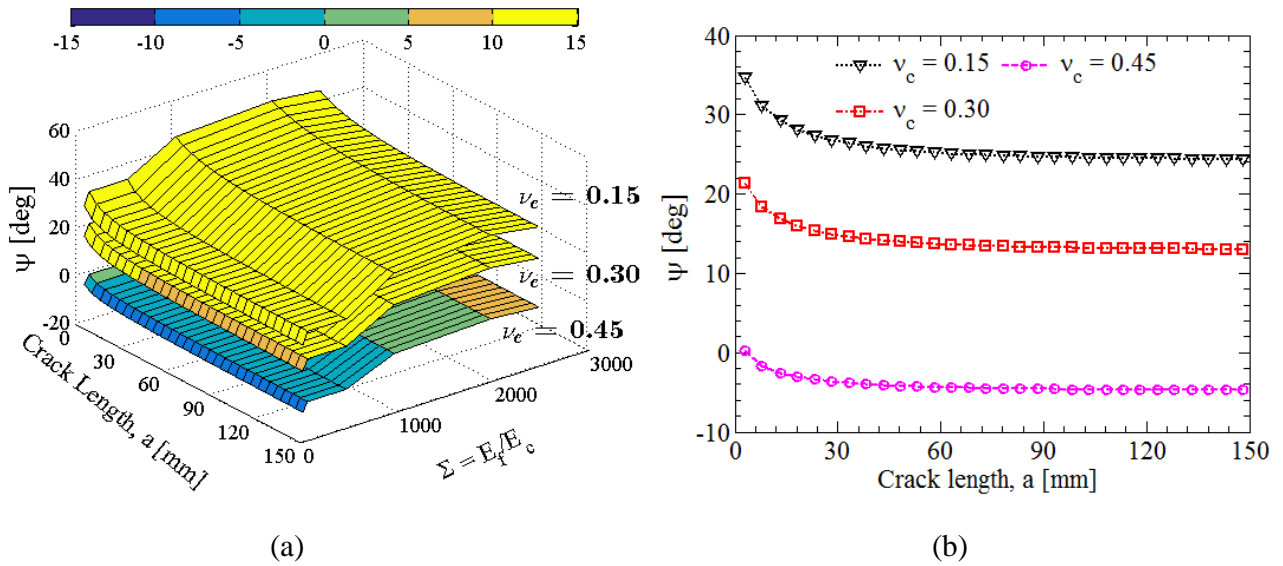 -15 -10 -5 0 5 10 15
60
40
20
0
-20
Ψ [deg]
0
30
60
90
120
150
Crack Length, a [mm]
0
1000
2000
3000
Σ = E_f/E_c
ν_c = 0.15
ν_c = 0.30
ν_c = 0.45
(a)
40
30
20
10
0
-10
Ψ [deg]
ν_c = 0.15 ν_c = 0.45
ν_c = 0.30
0 30 60 90 120 150
Crack length, a [mm]
(b)